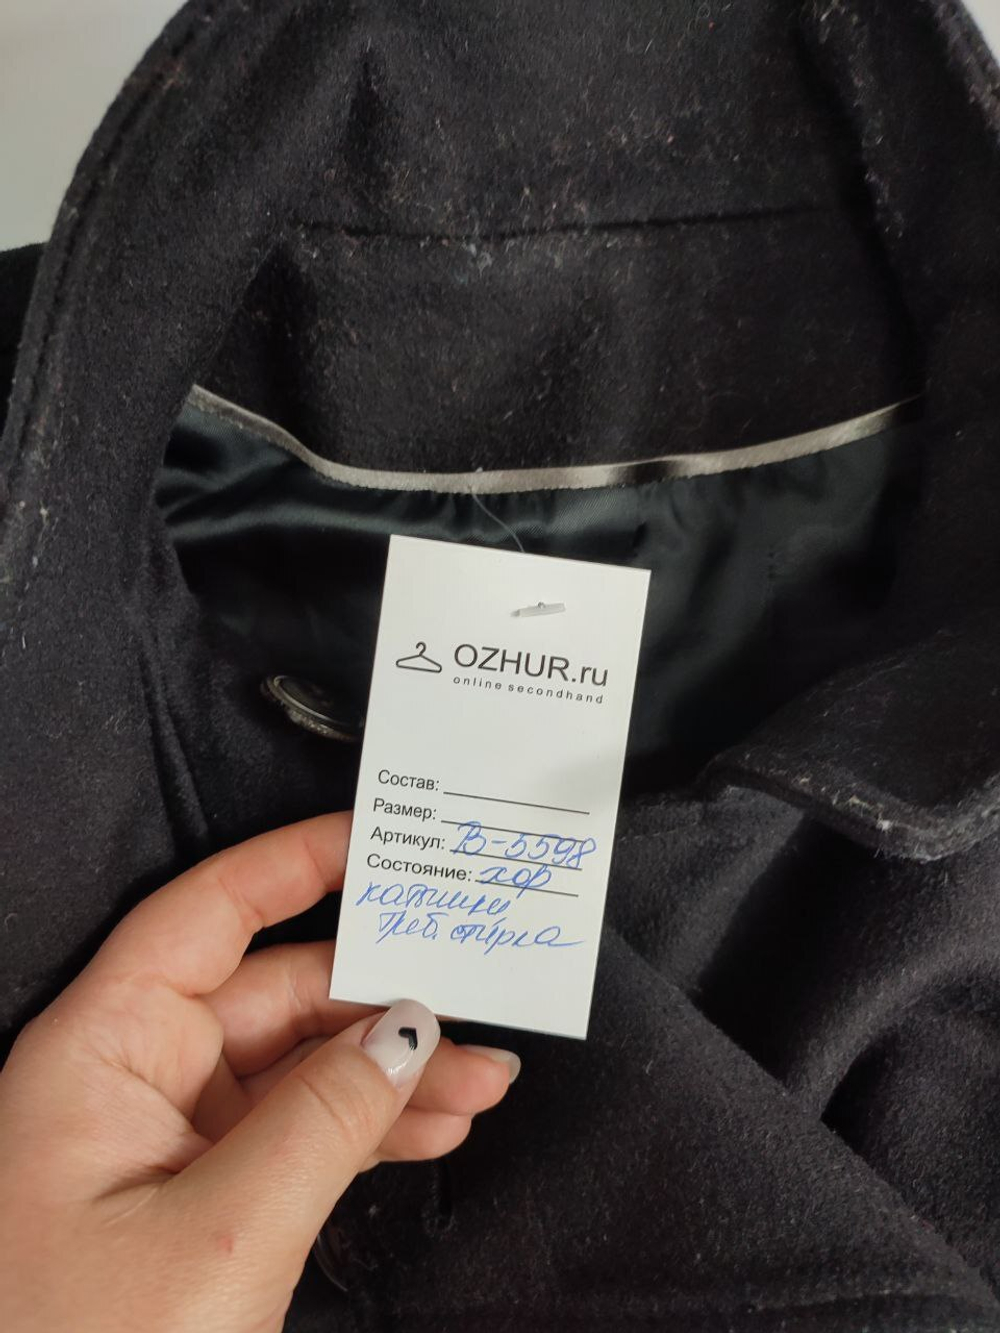 OZHUR.ru
online secondhand
Состав:
Размер:
Артикул: В-5598
Состояние: хор
катышки
треб. стирка